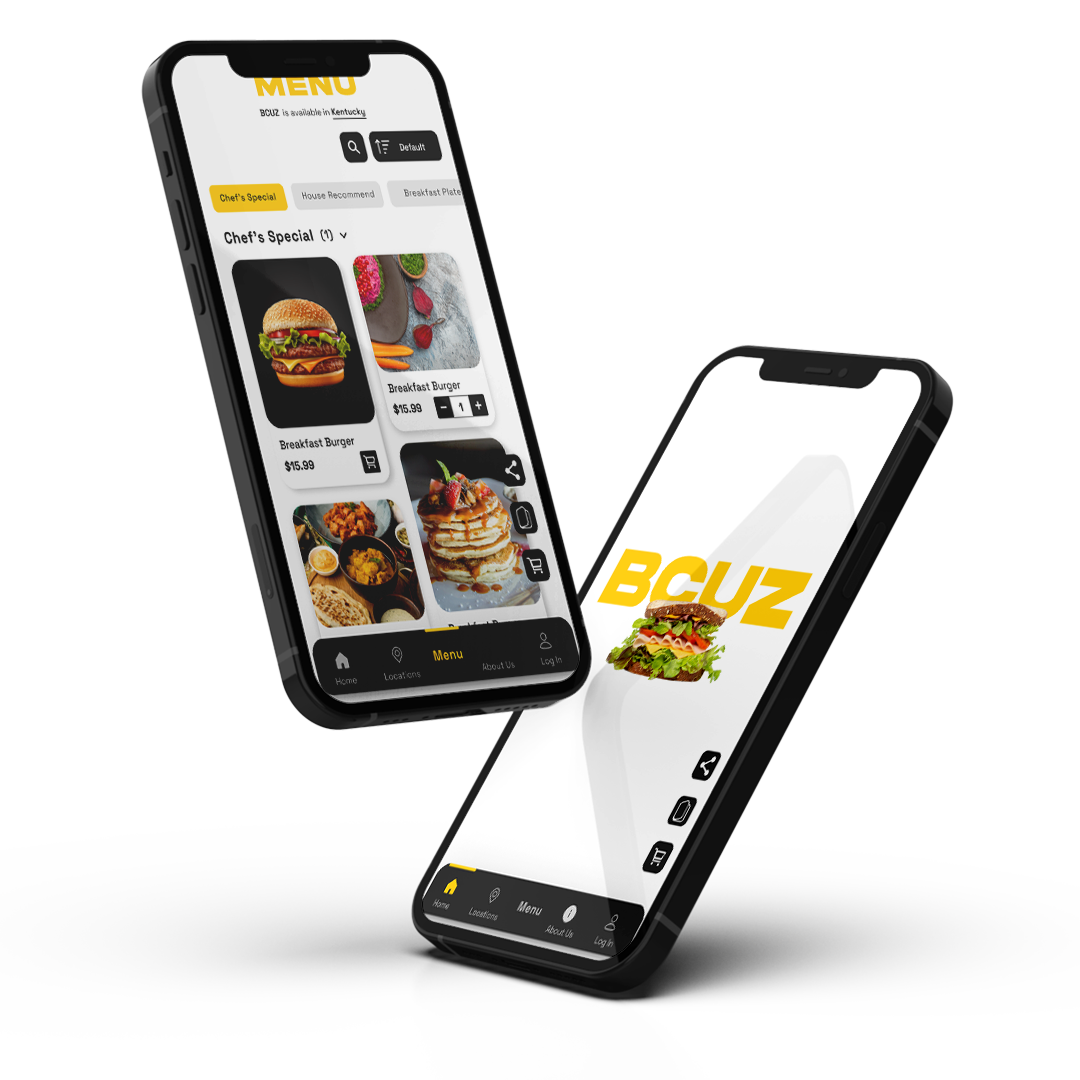 MENU
BCUZ is available in Kentucky
Default
Chef's Special
House Recommend
Breakfast Plate
Chef's Special (1)
Breakfast Burger
$15.99
1
Breakfast Burger
$15.99
Home
Locations
Menu
About Us
Log In
BCUZ
Home
Locations
Menu
About Us
Log In